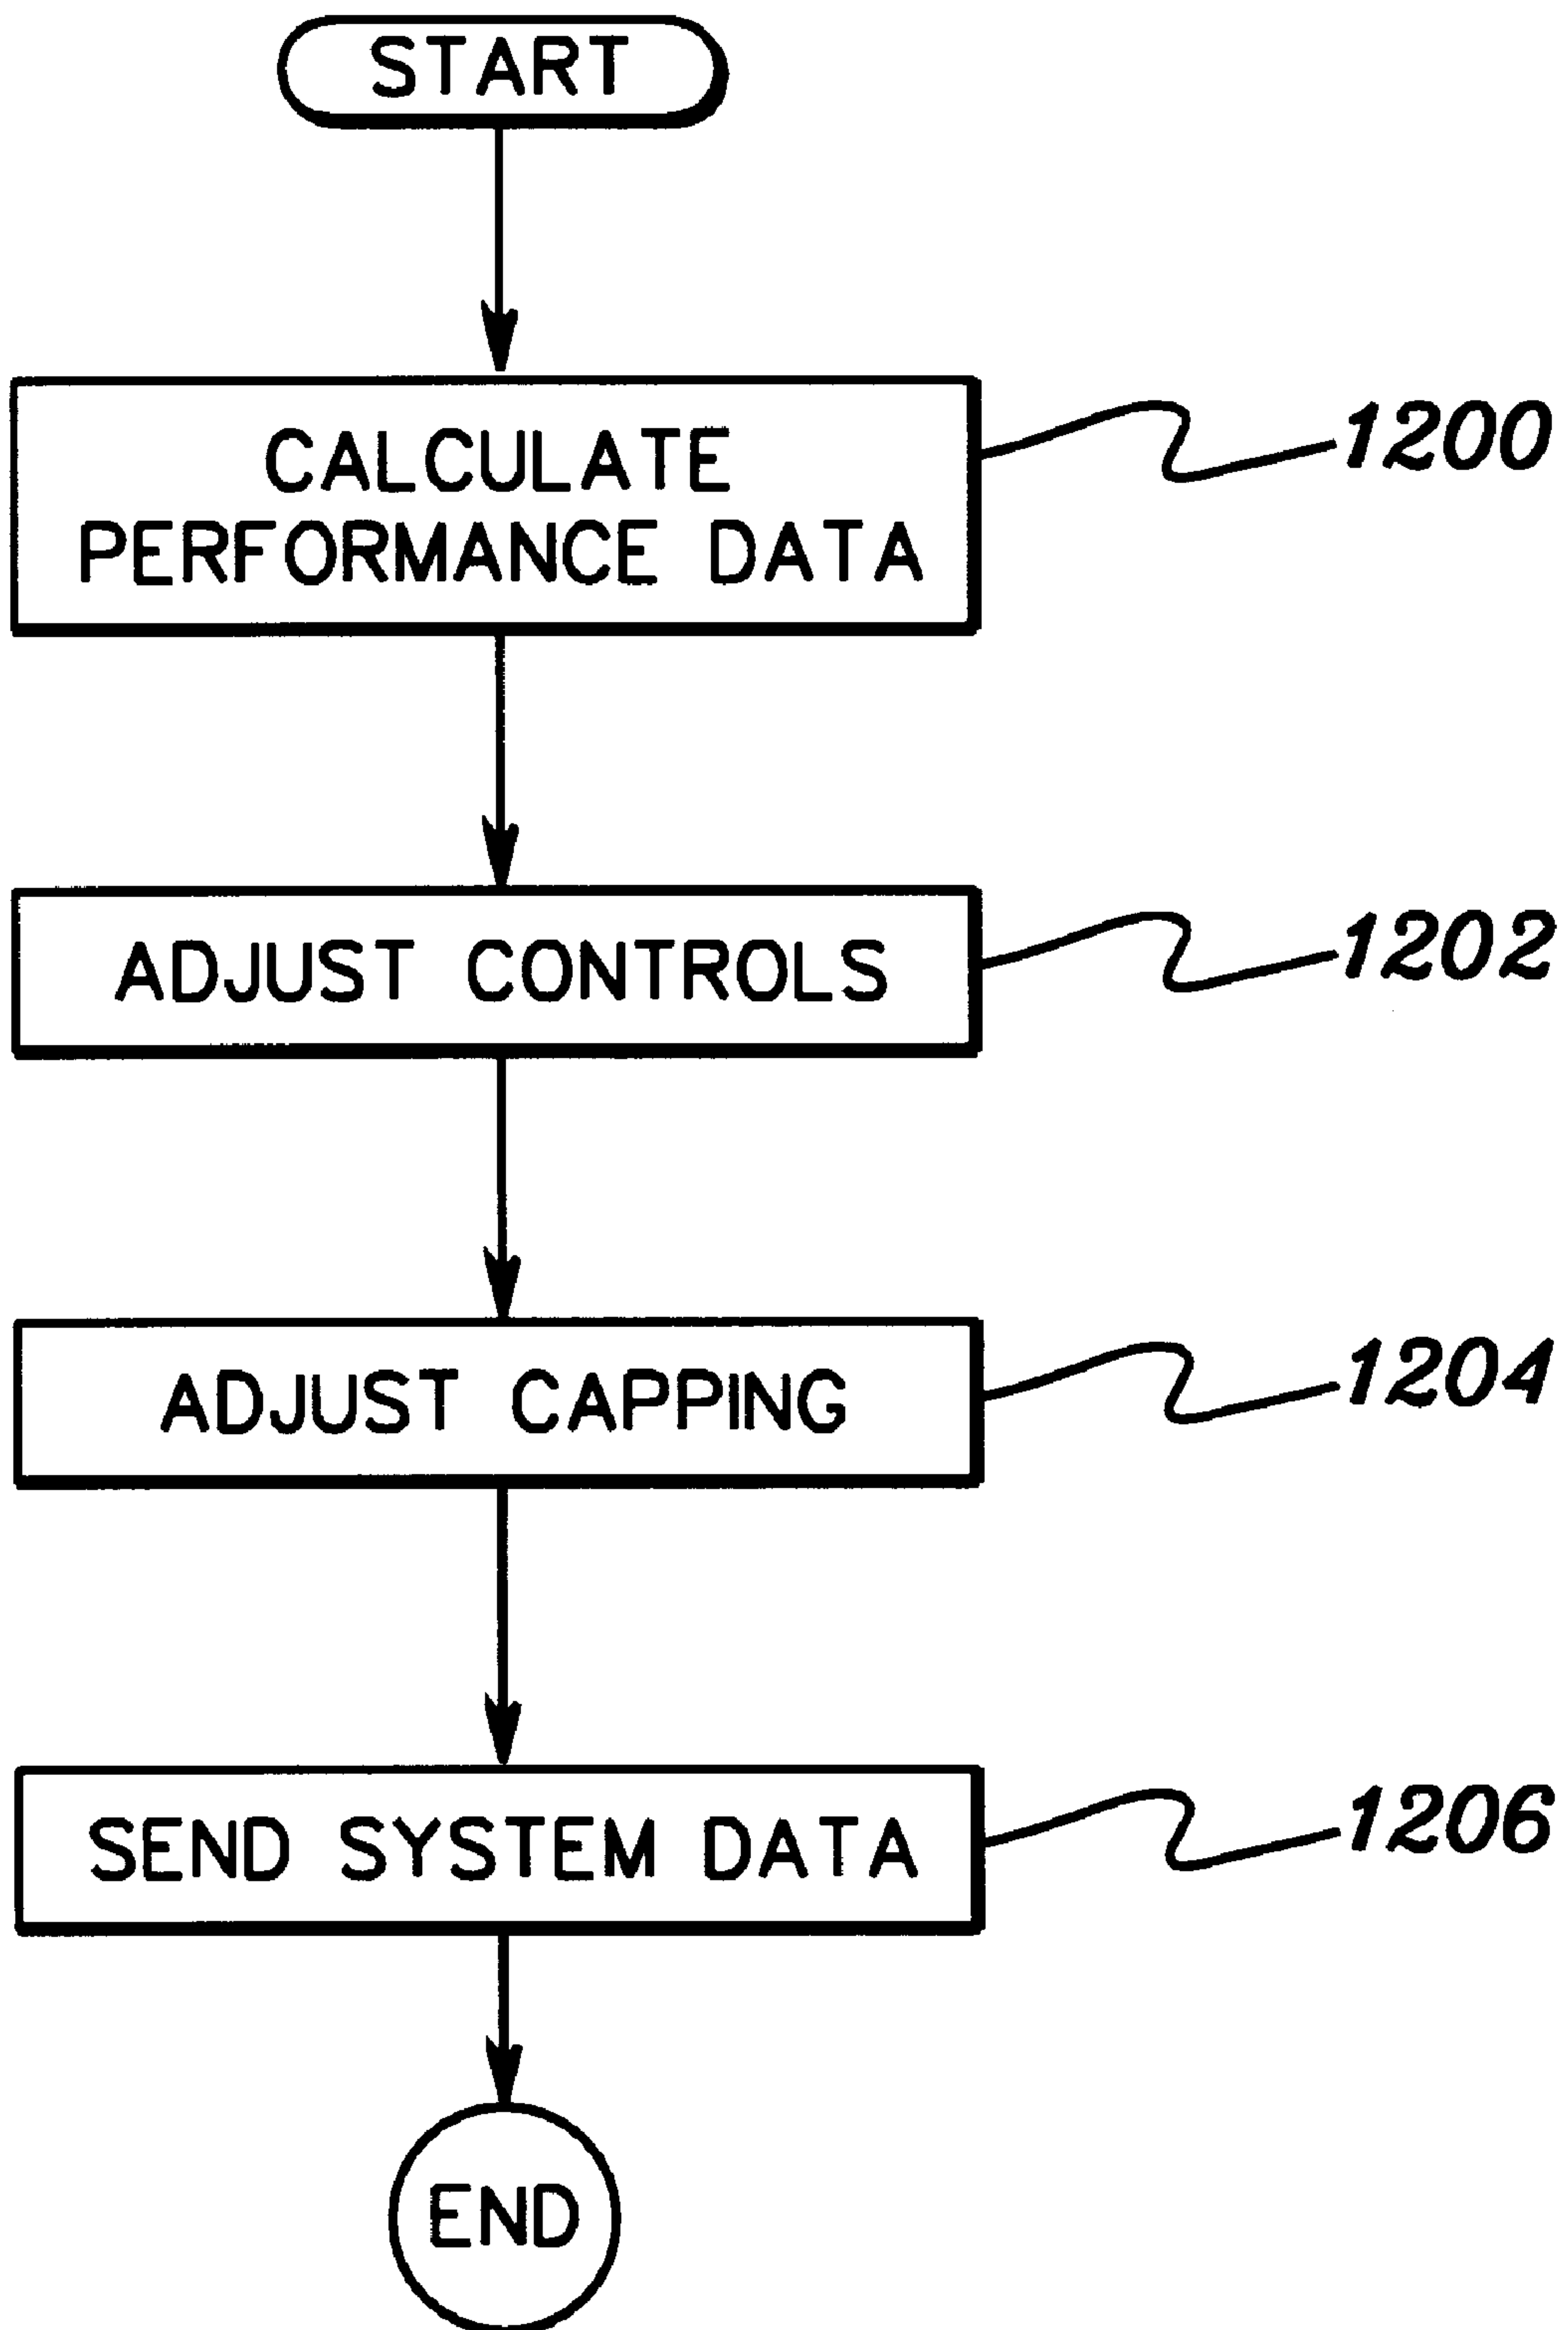 START
CALCULATE
PERFORMANCE DATA
1200
ADJUST CONTROLS
1202
ADJUST CAPPING
1204
SEND SYSTEM DATA
1206
END